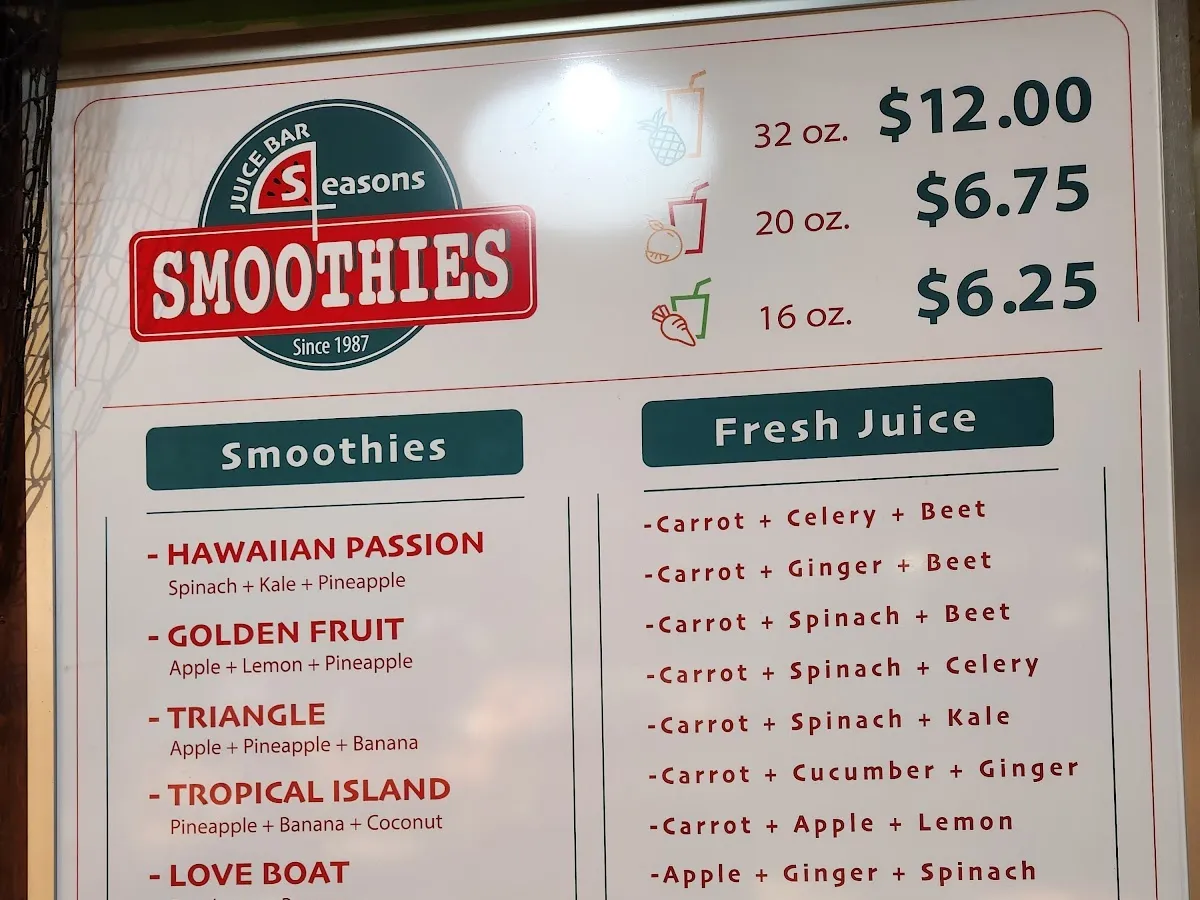 JUICE BAR
4 Seasons
SMOOTHIES
Since 1987
32 oz. $12.00
20 oz. $6.75
16 oz. $6.25
Smoothies
- HAWAIIAN PASSION
Spinach + Kale + Pineapple
- GOLDEN FRUIT
Apple + Lemon + Pineapple
- TRIANGLE
Apple + Pineapple + Banana
- TROPICAL ISLAND
Pineapple + Banana + Coconut
- LOVE BOAT
Fresh Juice
-Carrot + Celery + Beet
-Carrot + Ginger + Beet
-Carrot + Spinach + Beet
-Carrot + Spinach + Celery
-Carrot + Spinach + Kale
-Carrot + Cucumber + Ginger
-Carrot + Apple + Lemon
-Apple + Ginger + Spinach